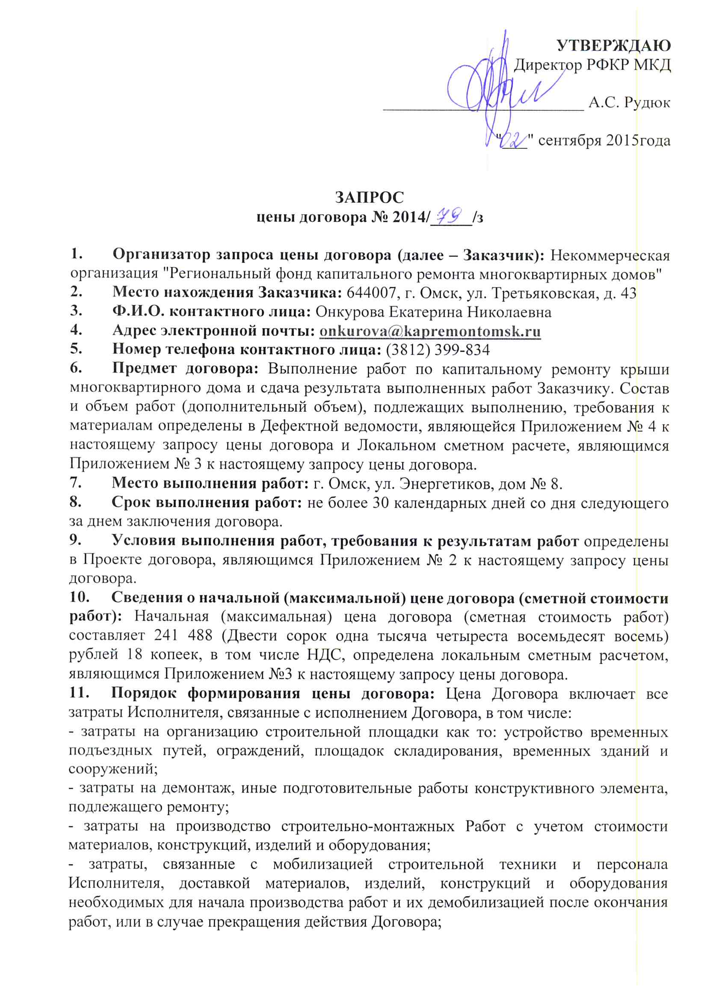 УТВЕРЖДАЮ
Директор РФКР МКД
А.С. Рудюк
"02" сентября 2015года
ЗАПРОС
цены договора № 2014/ 79 /з
1. Организатор запроса цены договора (далее – Заказчик): Некоммерческая
организация "Региональный фонд капитального ремонта многоквартирных домов"
2. Место нахождения Заказчика: 644007, г. Омск, ул. Третьяковская, д. 43
3. Ф.И.О. контактного лица: Онкурова Екатерина Николаевна
4. Адрес электронной почты: onkurova@kapremontomsk.ru
5. Номер телефона контактного лица: (3812) 399-834
6. Предмет договора: Выполнение работ по капитальному ремонту крыши
многоквартирного дома и сдача результата выполненных работ Заказчику. Состав
и объем работ (дополнительный объем), подлежащих выполнению, требования к
материалам определены в Дефектной ведомости, являющейся Приложением № 4 к
настоящему запросу цены договора и Локальном сметном расчете, являющимся
Приложением № 3 к настоящему запросу цены договора.
7. Место выполнения работ: г. Омск, ул. Энергетиков, дом № 8.
8. Срок выполнения работ: не более 30 календарных дней со дня следующего
за днем заключения договора.
9. Условия выполнения работ, требования к результатам работ определены
в Проекте договора, являющимся Приложением № 2 к настоящему запросу цены
договора.
10. Сведения о начальной (максимальной) цене договора (сметной стоимости
работ): Начальная (максимальная) цена договора (сметная стоимость работ)
составляет 241 488 (Двести сорок одна тысяча четыреста восемьдесят восемь)
рублей 18 копеек, в том числе НДС, определена локальным сметным расчетом,
являющимся Приложением №3 к настоящему запросу цены договора.
11. Порядок формирования цены договора: Цена Договора включает все
затраты Исполнителя, связанные с исполнением Договора, в том числе:
- затраты на организацию строительной площадки как то: устройство временных
подъездных путей, ограждений, площадок складирования, временных зданий и
сооружений;
- затраты на демонтаж, иные подготовительные работы конструктивного элемента,
подлежащего ремонту;
- затраты на производство строительно-монтажных Работ с учетом стоимости
материалов, конструкций, изделий и оборудования;
- затраты, связанные с мобилизацией строительной техники и персонала
Исполнителя, доставкой материалов, изделий, конструкций и оборудования
необходимых для начала производства работ и их демобилизацией после окончания
работ, или в случае прекращения действия Договора;